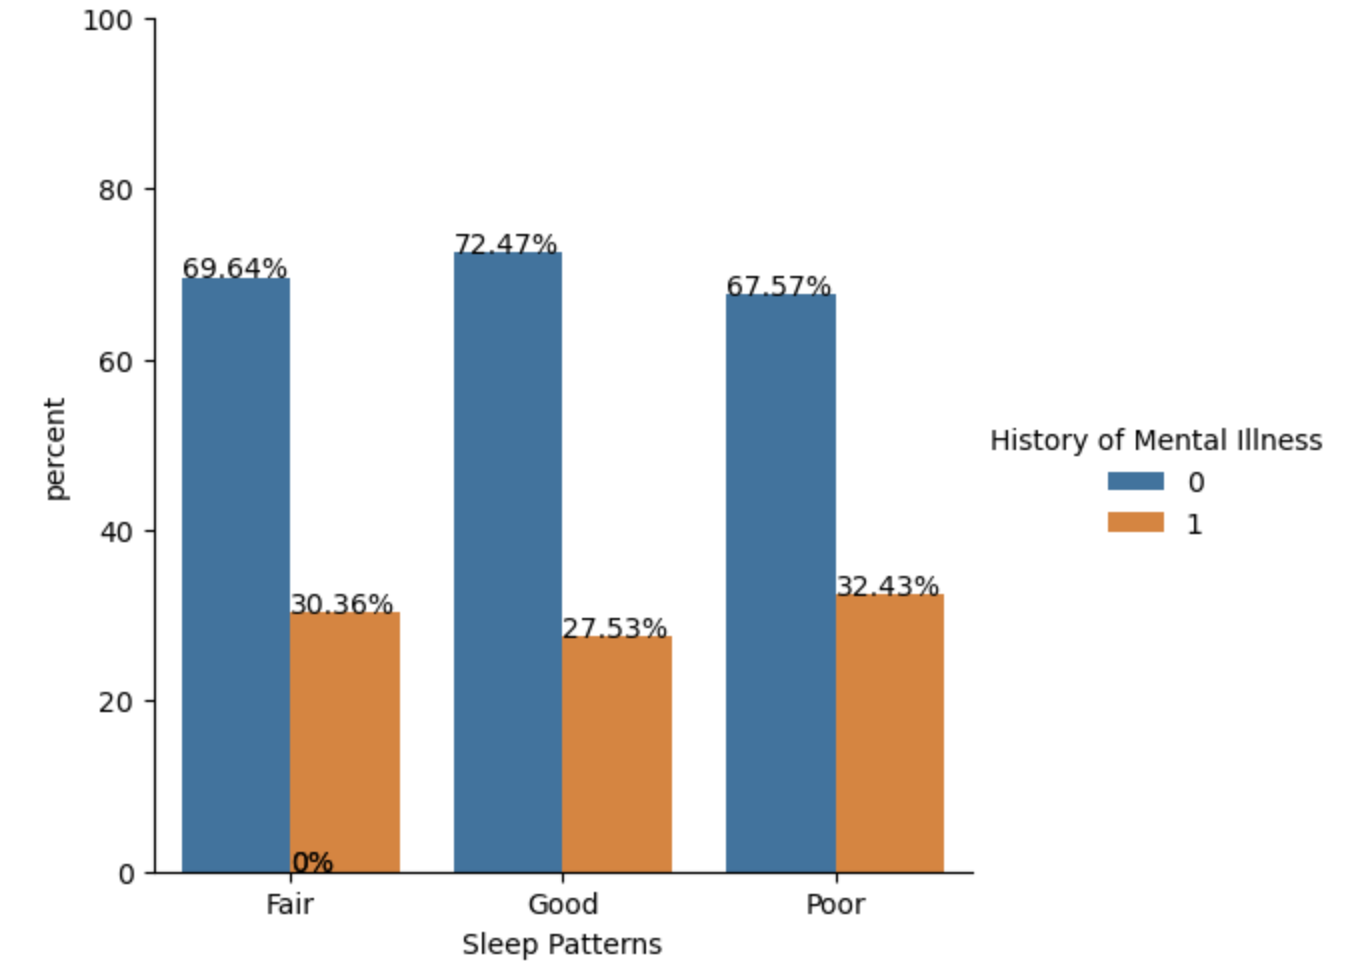 100
80
60
40
20
0
percent
69.64%
30.36%
0%
72.47%
27.53%
67.57%
32.43%
Fair
Good
Poor
Sleep Patterns
History of Mental Illness
0
1